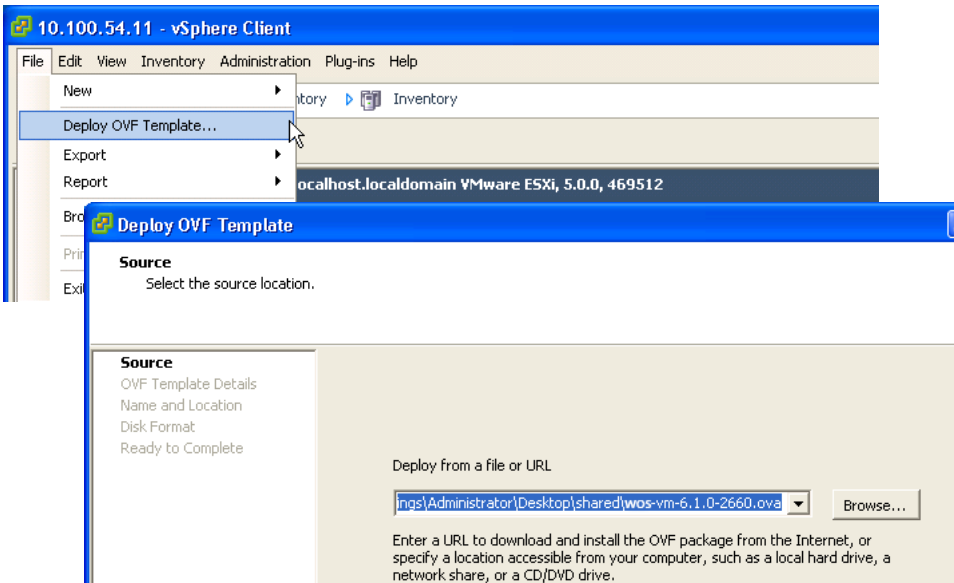 10.100.54.11 - vSphere Client
File Edit View Inventory Administration Plug-ins Help
New
Inventory
Deploy OVF Template...
Export
Report
localhost.localdomain VMware ESXi, 5.0.0, 469512
Deploy OVF Template
Source
Select the source location.
Source
OVF Template Details
Name and Location
Disk Format
Ready to Complete
Deploy from a file or URL
ings\Administrator\Desktop\shared\wos-vm-6.1.0-2660.ova
Browse...
Enter a URL to download and install the OVF package from the Internet, or
specify a location accessible from your computer, such as a local hard drive, a
network share, or a CD/DVD drive.